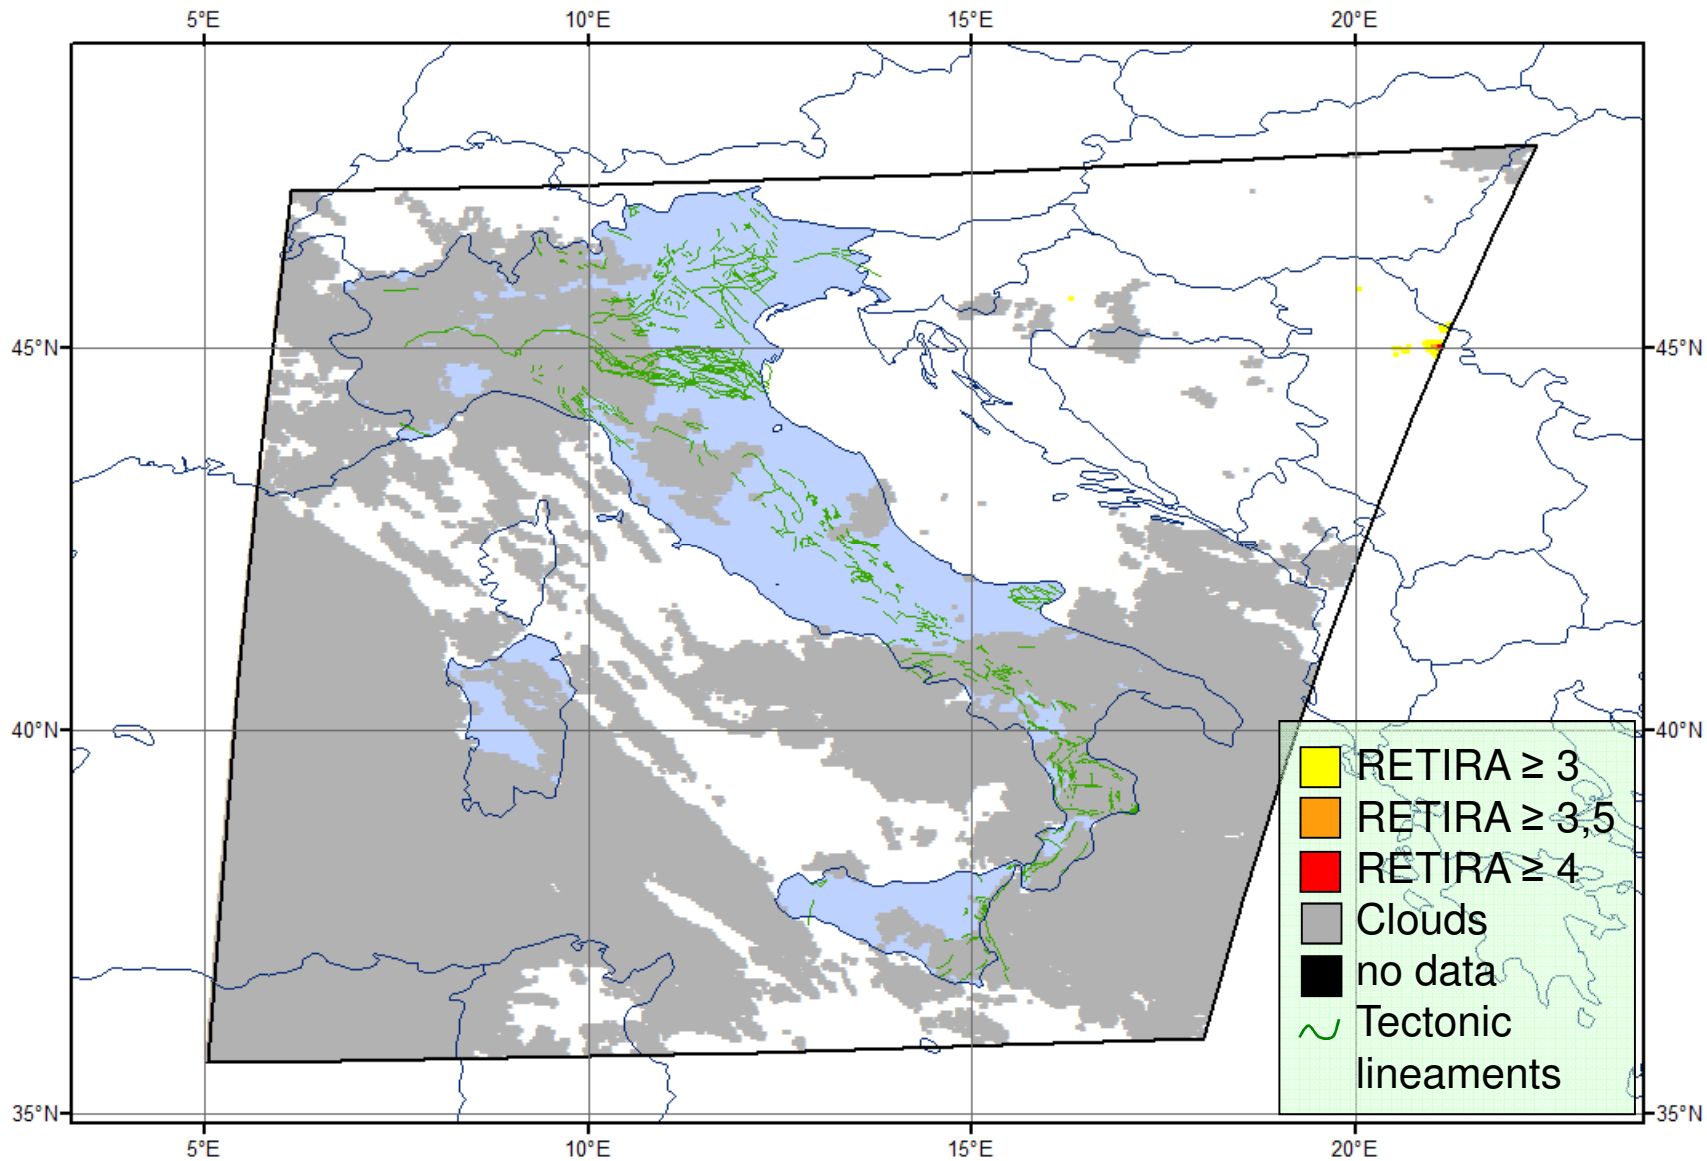 5°E 10°E 15°E 20°E
45°N 45°N
40°N 40°N
RETIRA ≥ 3
RETIRA ≥ 3,5
RETIRA ≥ 4
Clouds
no data
Tectonic
lineaments
35°N 35°N
5°E 10°E 15°E 20°E